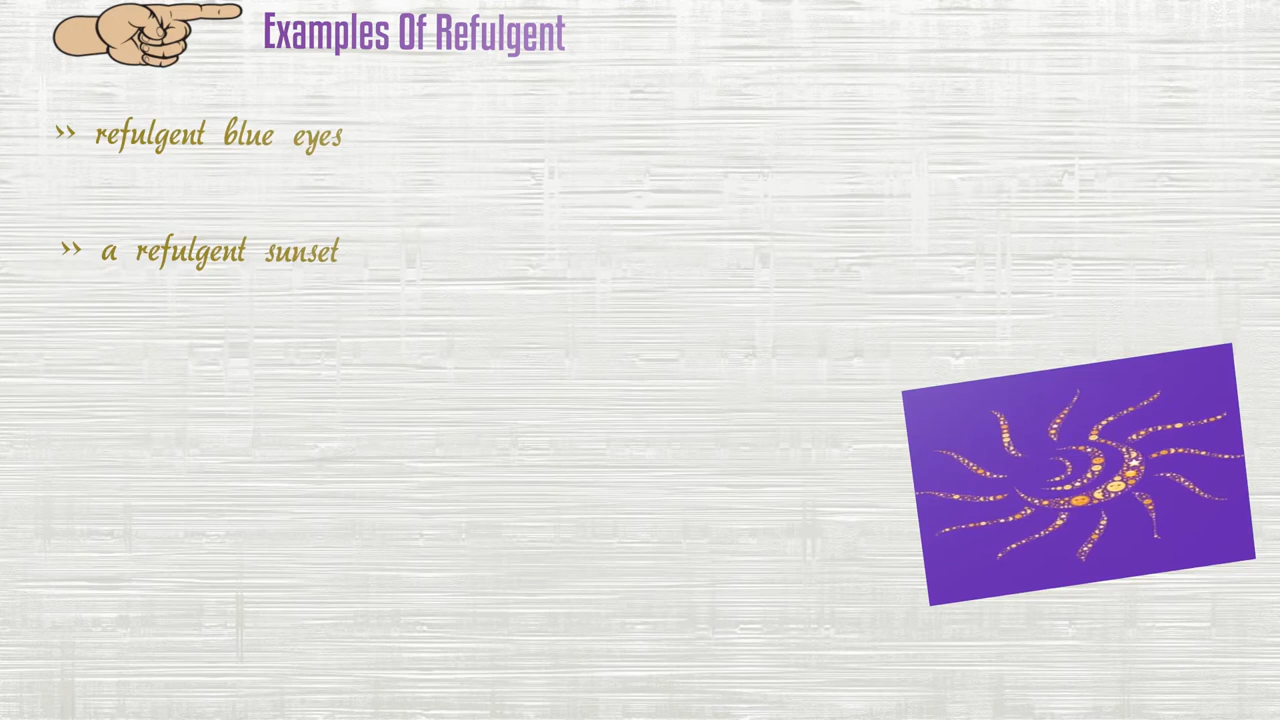 Examples Of Refulgent
>> refulgent blue eyes
>> a refulgent sunset